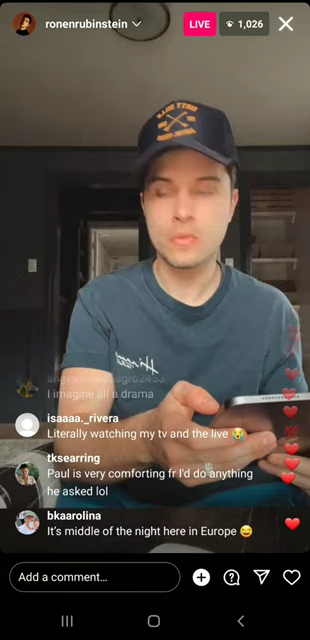 ronenrubinstein
LIVE
1,026
I imagine all a drama
isaaaa._rivera
Literally watching my tv and the live 😭
tksearring
Paul is very comforting fr I'd do anything
he asked lol
bkaarolina
It's middle of the night here in Europe 😅
Add a comment...